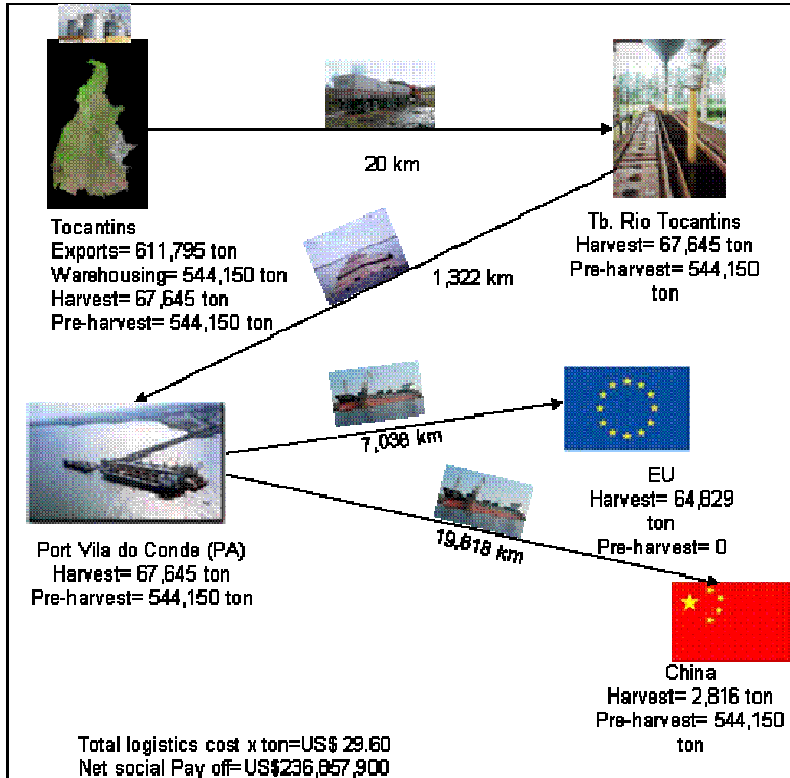 20 km
Tocantins
Exports= 611,795 ton
Warehousing= 544,150 ton
Harvest= 67,645 ton
Pre-harvest= 544,150 ton
Tb. Rio Tocantins
Harvest= 67,645 ton
Pre-harvest= 544,150
ton
1,322 km
7,036 km
19,618 km
EU
Harvest= 64,829
ton
Pre-harvest= 0
Port Vila do Conde (PA)
Harvest= 67,645 ton
Pre-harvest= 544,150 ton
China
Harvest= 2,816 ton
Pre-harvest= 544,150
ton
Total logistics cost x ton=US$ 29.60
Net social Pay off=US$236,857,900